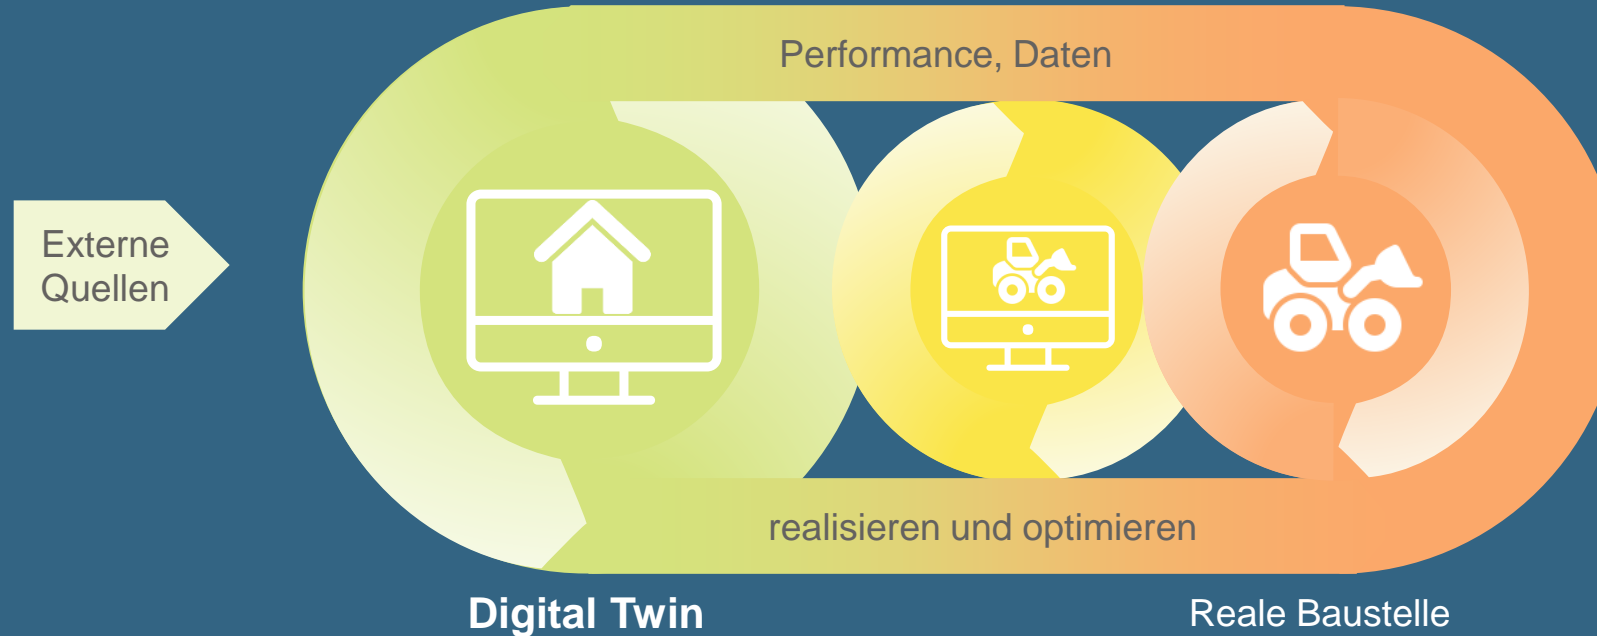 Performance, Daten
Externe
Quellen
realisieren und optimieren
Digital Twin
Reale Baustelle